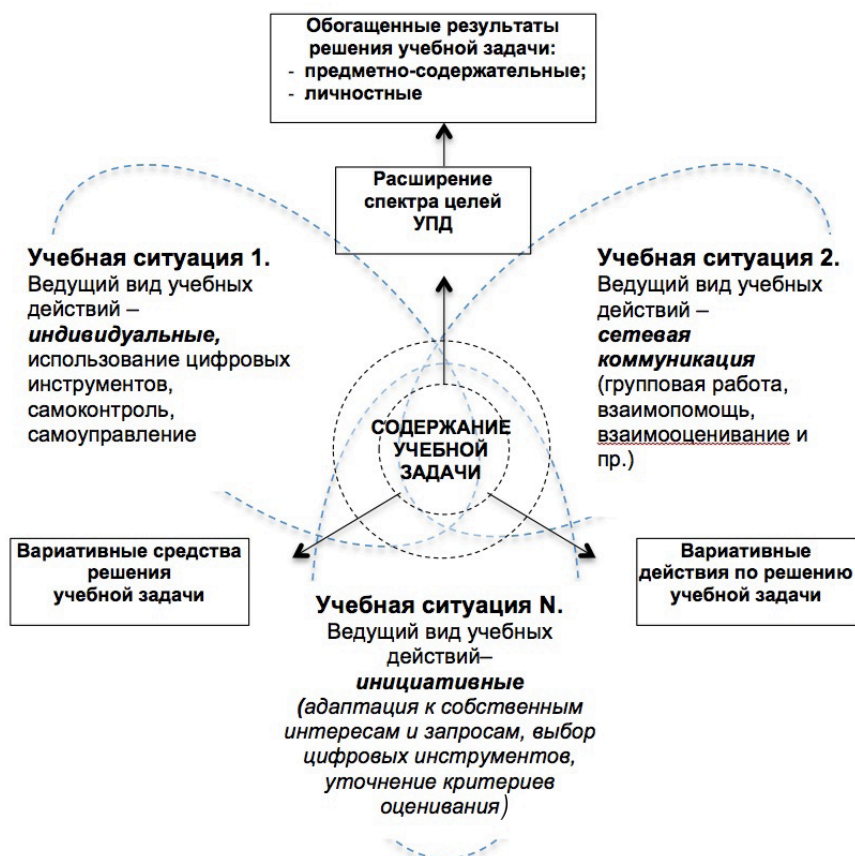 Обогащенные результаты
решения учебной задачи:
- предметно-содержательные;
- личностные
Расширение
спектра целей
УПД
Учебная ситуация 1.
Ведущий вид учебных
действий –
индивидуальные,
использование цифровых
инструментов,
самоконтроль,
самоуправление
Учебная ситуация 2.
Ведущий вид учебных
действий –
сетевая
коммуникация
(групповая работа,
взаимопомощь,
взаимооценивание и
пр.)
СОДЕРЖАНИЕ
УЧЕБНОЙ
ЗАДАЧИ
Вариативные средства
решения
учебной задачи
Вариативные
действия по решению
учебной задачи
Учебная ситуация N.
Ведущий вид учебных
действий–
инициативные
(адаптация к собственным
интересам и запросам, выбор
цифровых инструментов,
уточнение критериев
оценивания)